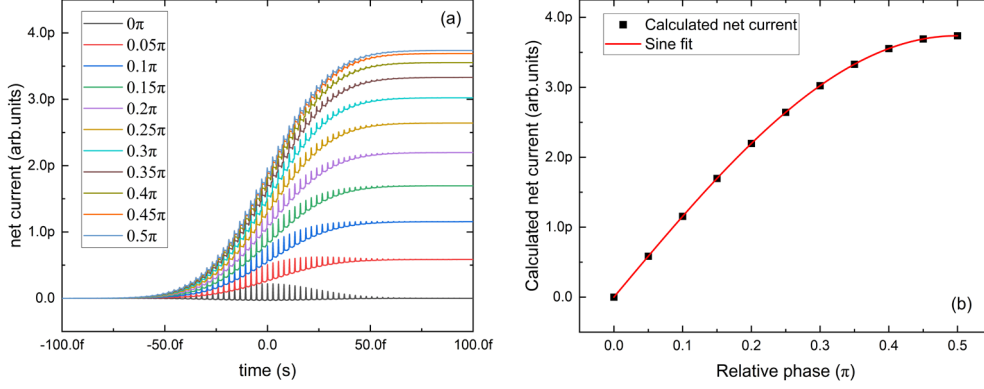 (a)
4.0p
3.0p
2.0p
1.0p
0.0
net current (arb.units)
0π
0.05π
0.1π
0.15π
0.2π
0.25π
0.3π
0.35π
0.4π
0.45π
0.5π
-100.0f -50.0f 0.0 50.0f 100.0f
time (s)
Calculated net current
Sine fit
4.0p
3.0p
2.0p
1.0p
0.0
Calculated net current (arb.units)
(b)
0.0 0.1 0.2 0.3 0.4 0.5
Relative phase (π)